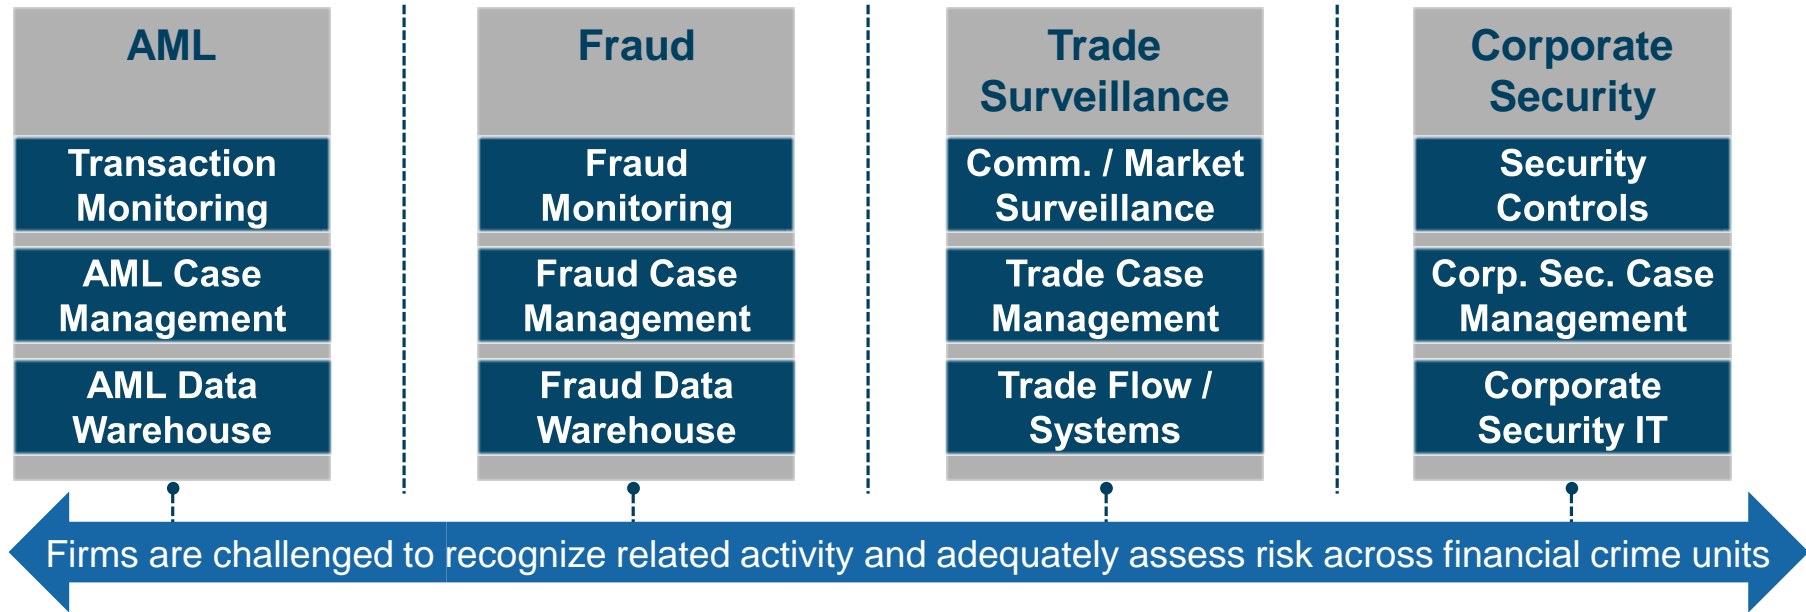 AML
Transaction
Monitoring
AML Case
Management
AML Data
Warehouse
Fraud
Fraud
Monitoring
Fraud Case
Management
Fraud Data
Warehouse
Trade
Surveillance
Comm. / Market
Surveillance
Trade Case
Management
Trade Flow /
Systems
Corporate
Security
Security
Controls
Corp. Sec. Case
Management
Corporate
Security IT
Firms are challenged to recognize related activity and adequately assess risk across financial crime units